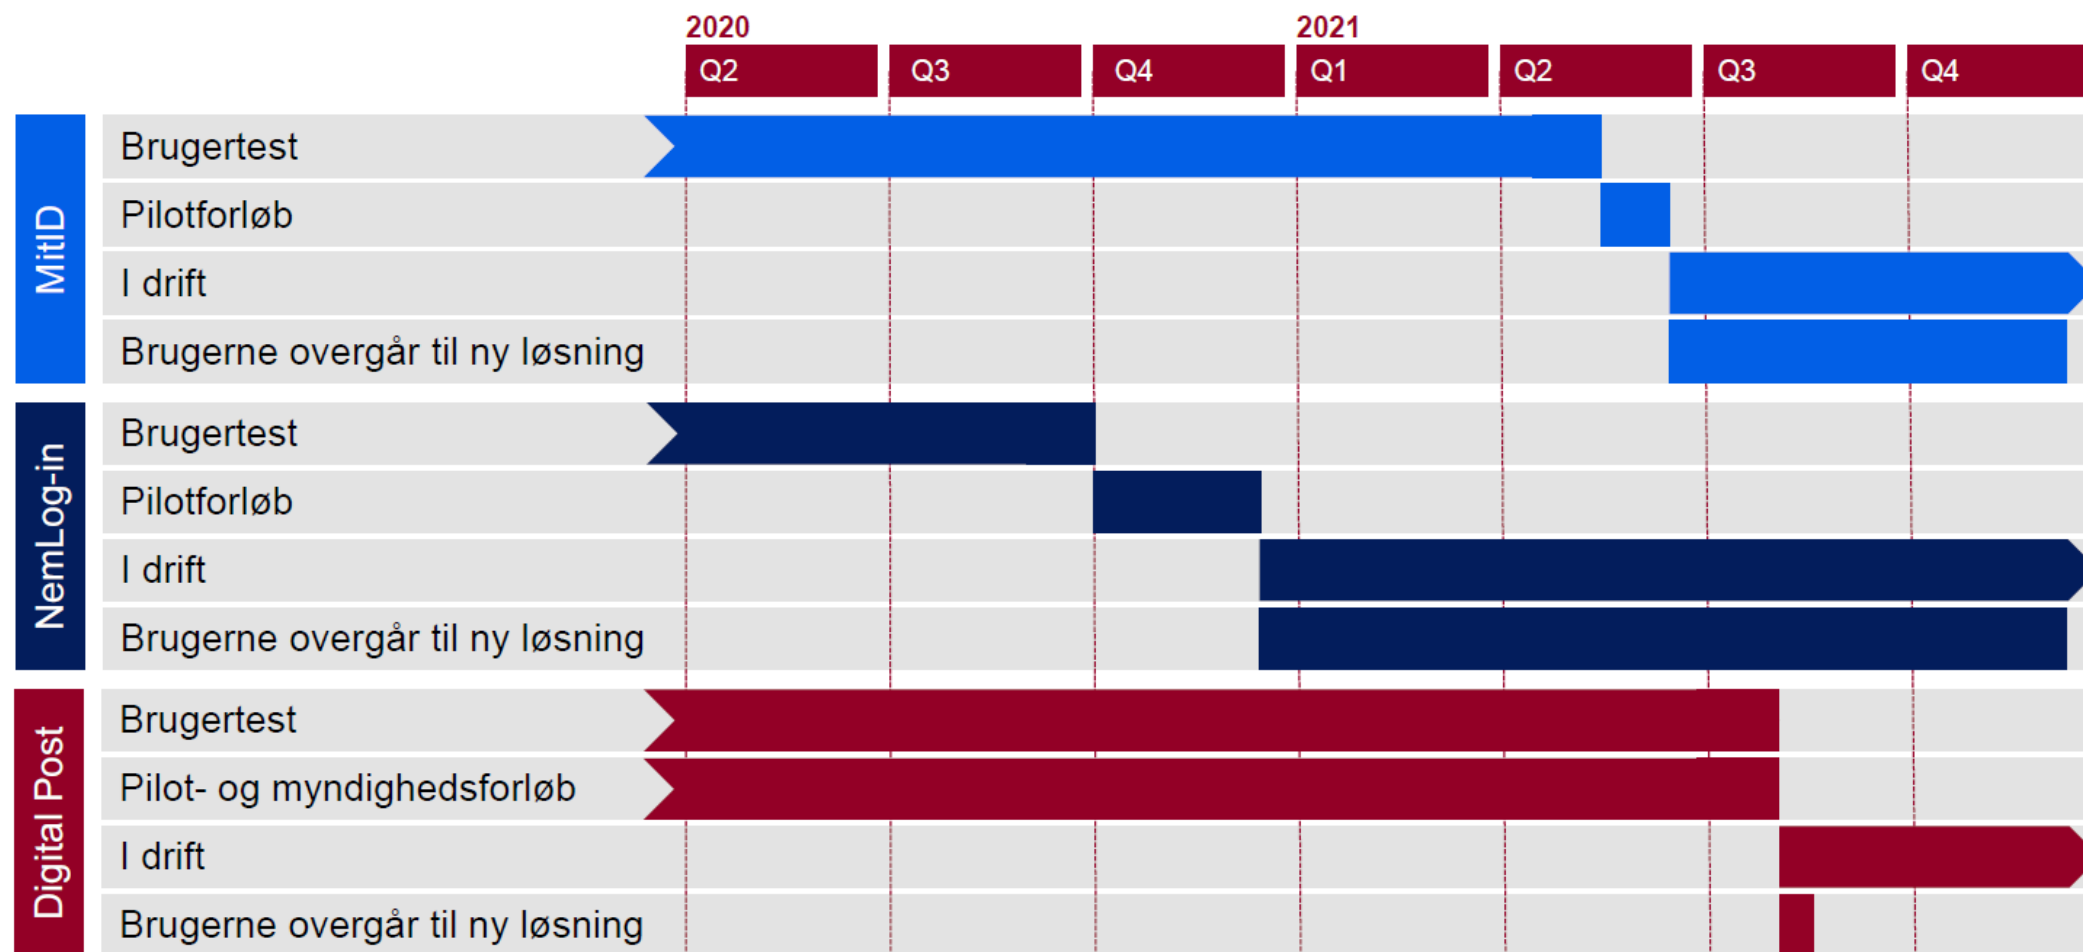 2020 2021
Q2 Q3 Q4 Q1 Q2 Q3 Q4
MitID
Brugertest
Pilotforløb
I drift
Brugerne overgår til ny løsning
NemLog-in
Brugertest
Pilotforløb
I drift
Brugerne overgår til ny løsning
Digital Post
Brugertest
Pilot- og myndighedsforløb
I drift
Brugerne overgår til ny løsning